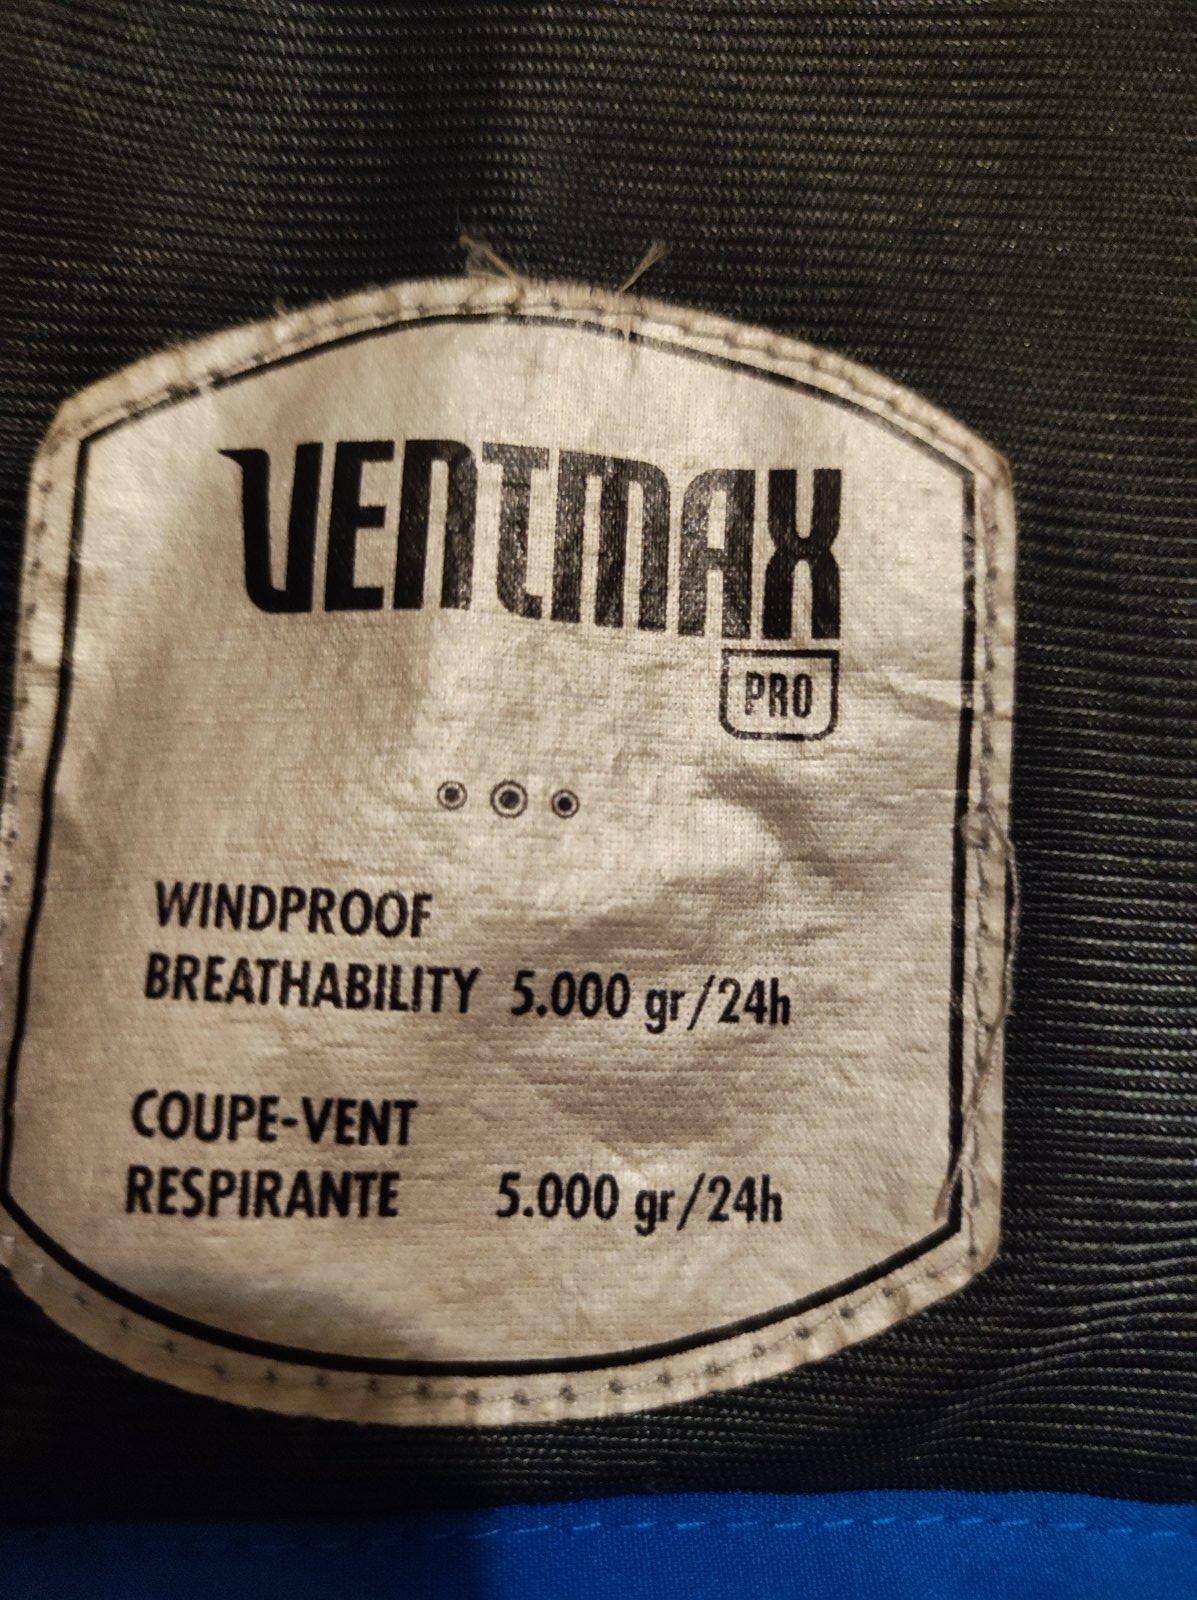 VENTMAX
PRO
WINDPROOF
BREATHABILITY 5.000 gr/24h
COUPE-VENT
RESPIRANTE 5.000 gr/24h